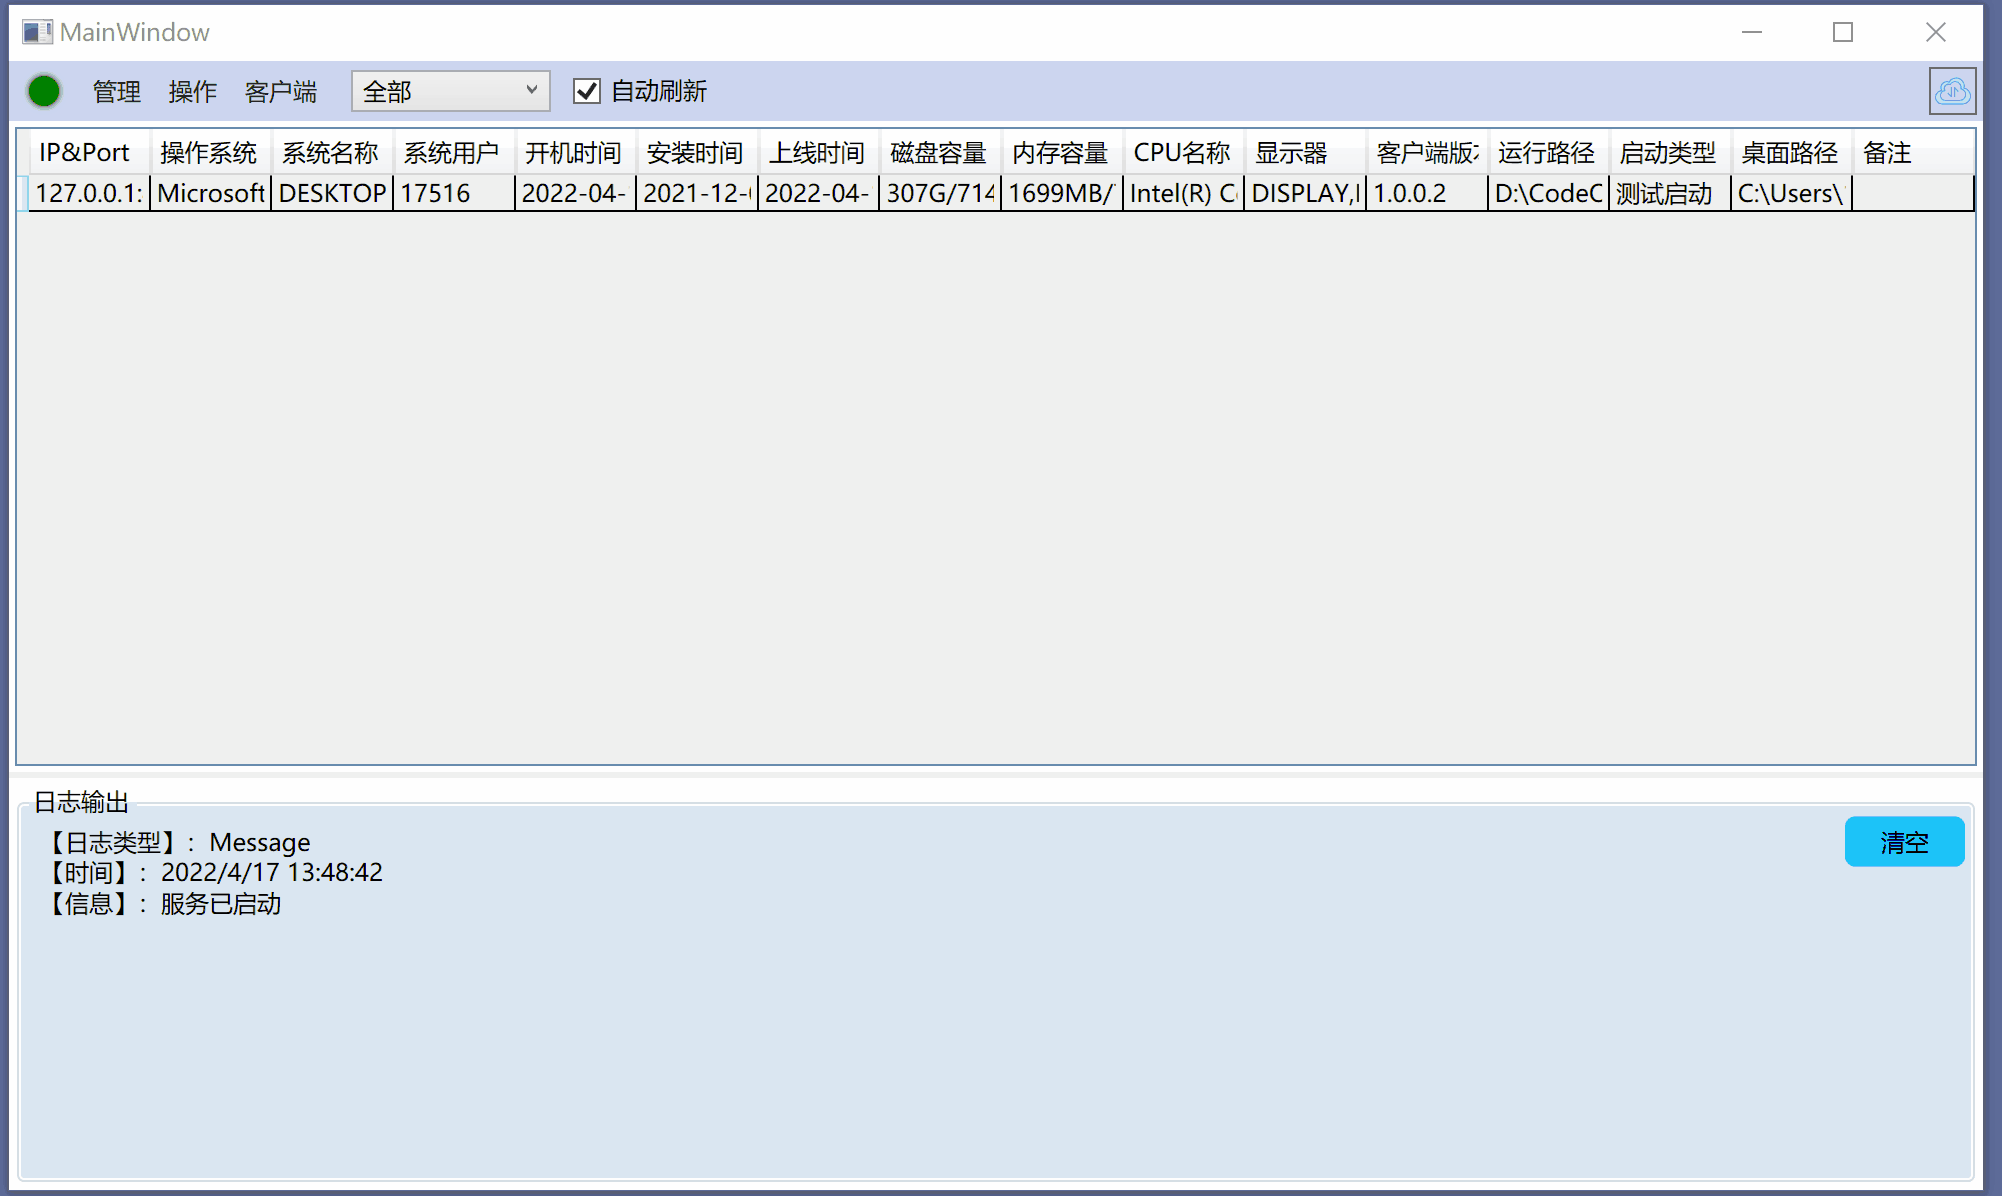 MainWindow
管理 操作 客户端 全部 自动刷新
IP&Port 操作系统 系统名称 系统用户 开机时间 安装时间 上线时间 磁盘容量 内存容量 CPU名称 显示器 客户端版 运行路径 启动类型 桌面路径 备注
127.0.0.1: Microsoft DESKTOP 17516 2022-04- 2021-12- 2022-04- 307G/714 1699MB/ Intel(R) C DISPLAY, 1.0.0.2 D:\CodeC 测试启动 C:\Users\
日志输出
【日志类型】: Message
【时间】: 2022/4/17 13:48:42
【信息】: 服务已启动
清空